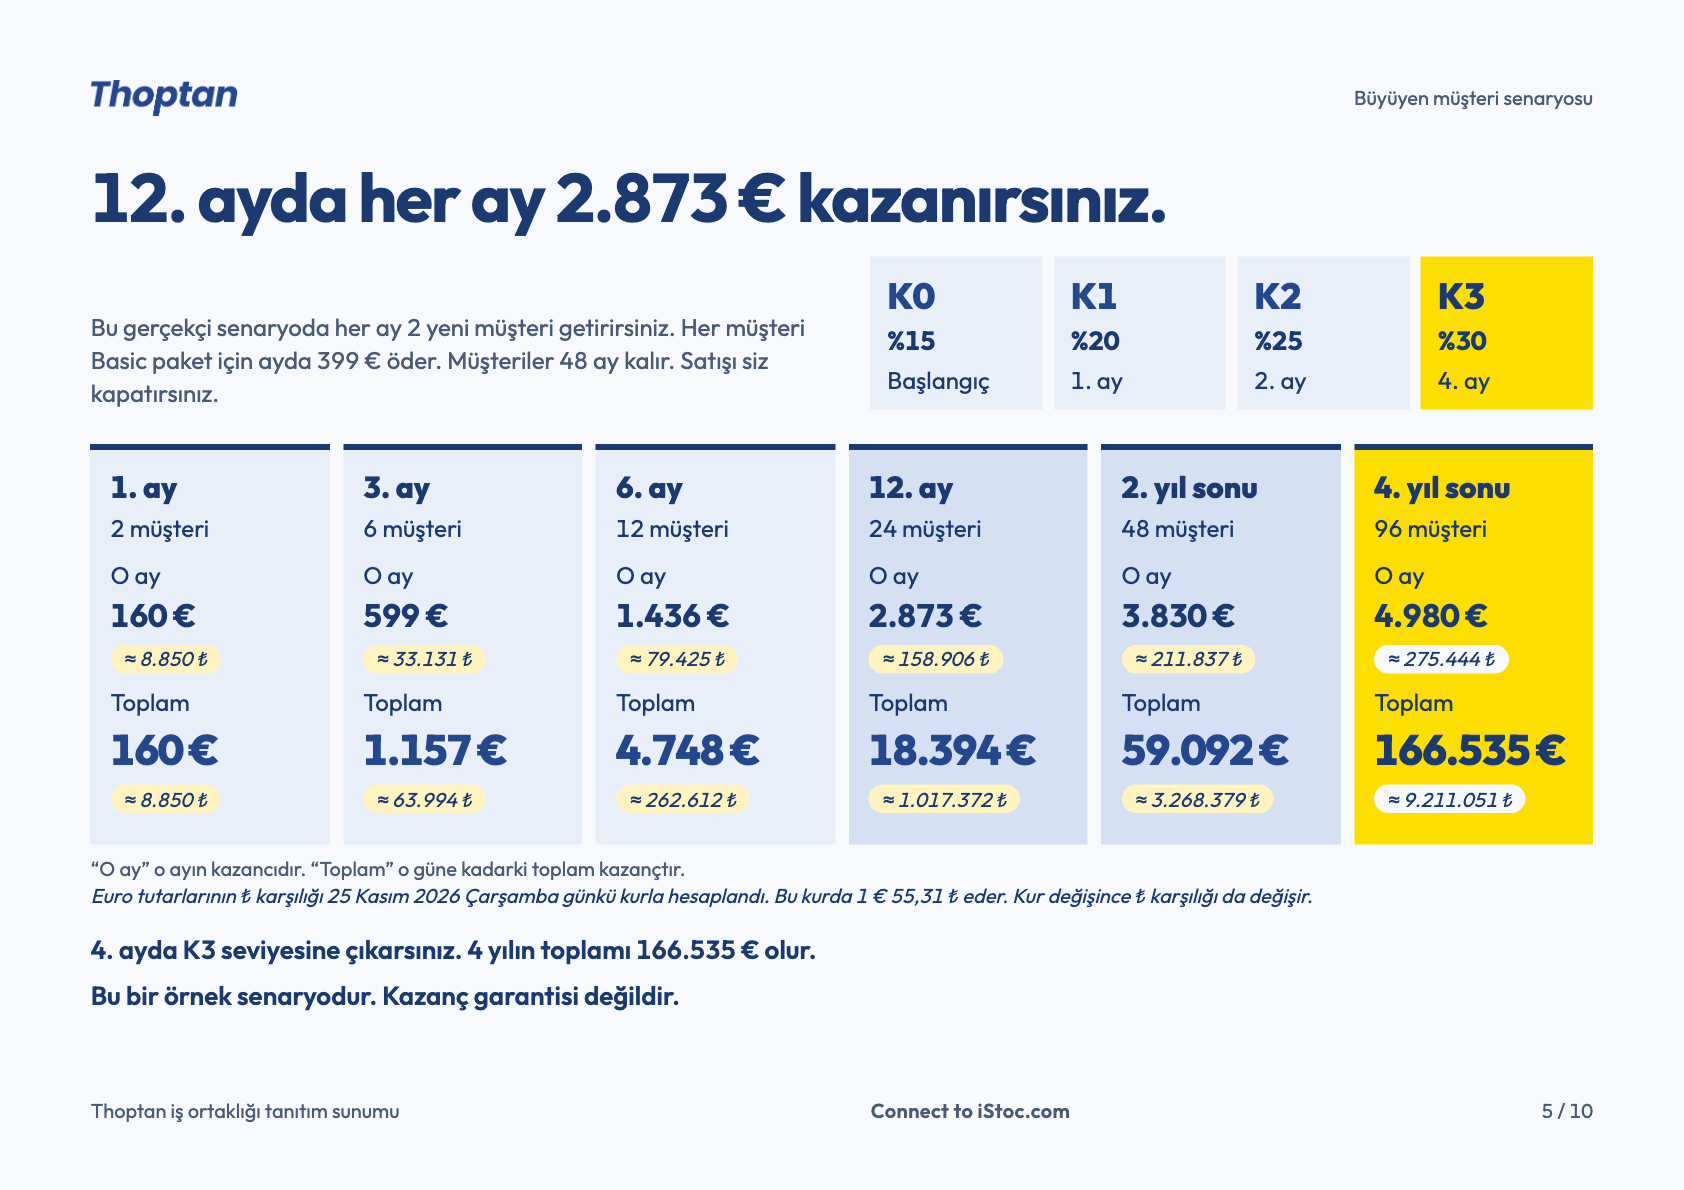 Thoptan
Büyüyen müşteri senaryosu
12. ayda her ay 2.873 € kazanırsınız.
Bu gerçekçi senaryoda her ay 2 yeni müşteri getirirsiniz. Her müşteri
Basic paket için ayda 399 € öder. Müşteriler 48 ay kalır. Satışı siz
kapatırsınız.
K0
%15
Başlangıç
K1
%20
1. ay
K2
%25
2. ay
K3
%30
4. ay
1. ay
2 müşteri
O ay
160 €
≈ 8.850 ₺
Toplam
160 €
≈ 8.850 ₺
3. ay
6 müşteri
O ay
599 €
≈ 33.131 ₺
Toplam
1.157 €
≈ 63.994 ₺
6. ay
12 müşteri
O ay
1.436 €
≈ 79.425 ₺
Toplam
4.748 €
≈ 262.612 ₺
12. ay
24 müşteri
O ay
2.873 €
≈ 158.906 ₺
Toplam
18.394 €
≈ 1.017.372 ₺
2. yıl sonu
48 müşteri
O ay
3.830 €
≈ 211.837 ₺
Toplam
59.092 €
≈ 3.268.379 ₺
4. yıl sonu
96 müşteri
O ay
4.980 €
≈ 275.444 ₺
Toplam
166.535 €
≈ 9.211.051 ₺
“O ay” o ayın kazancıdır. “Toplam” o güne kadarki toplam kazançtır.
Euro tutarlarının ₺ karşılığı 25 Kasım 2026 Çarşamba günkü kurla hesaplandı. Bu kurda 1 € 55,31 ₺ eder. Kur değişince ₺ karşılığı da değişir.
4. ayda K3 seviyesine çıkarsınız. 4 yılın toplamı 166.535 € olur.
Bu bir örnek senaryodur. Kazanç garantisi değildir.
Thoptan iş ortaklığı tanıtım sunumu
Connect to iStoc.com
5 / 10